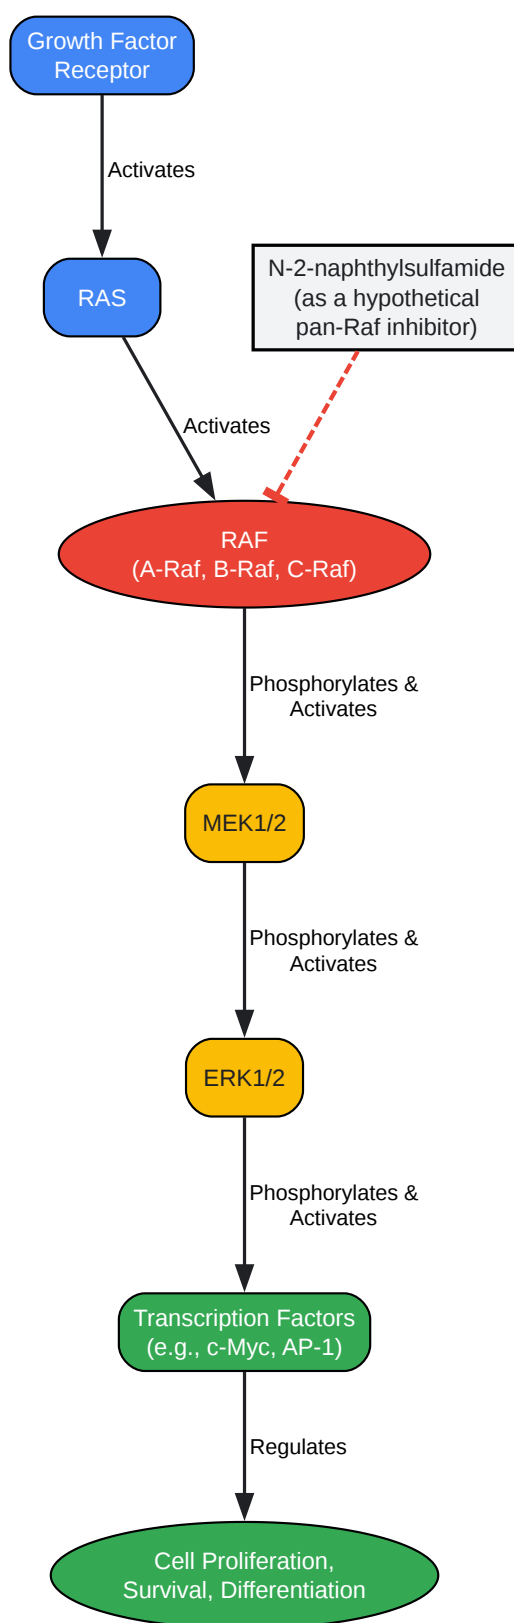 Growth Factor
Receptor
Activates
RAS
N-2-naphthylsulfamide
(as a hypothetical
pan-Raf inhibitor)
Activates
RAF
(A-Raf, B-Raf, C-Raf)
Phosphorylates &
Activates
MEK1/2
Phosphorylates &
Activates
ERK1/2
Phosphorylates &
Activates
Transcription Factors
(e.g., c-Myc, AP-1)
Regulates
Cell Proliferation,
Survival, Differentiation